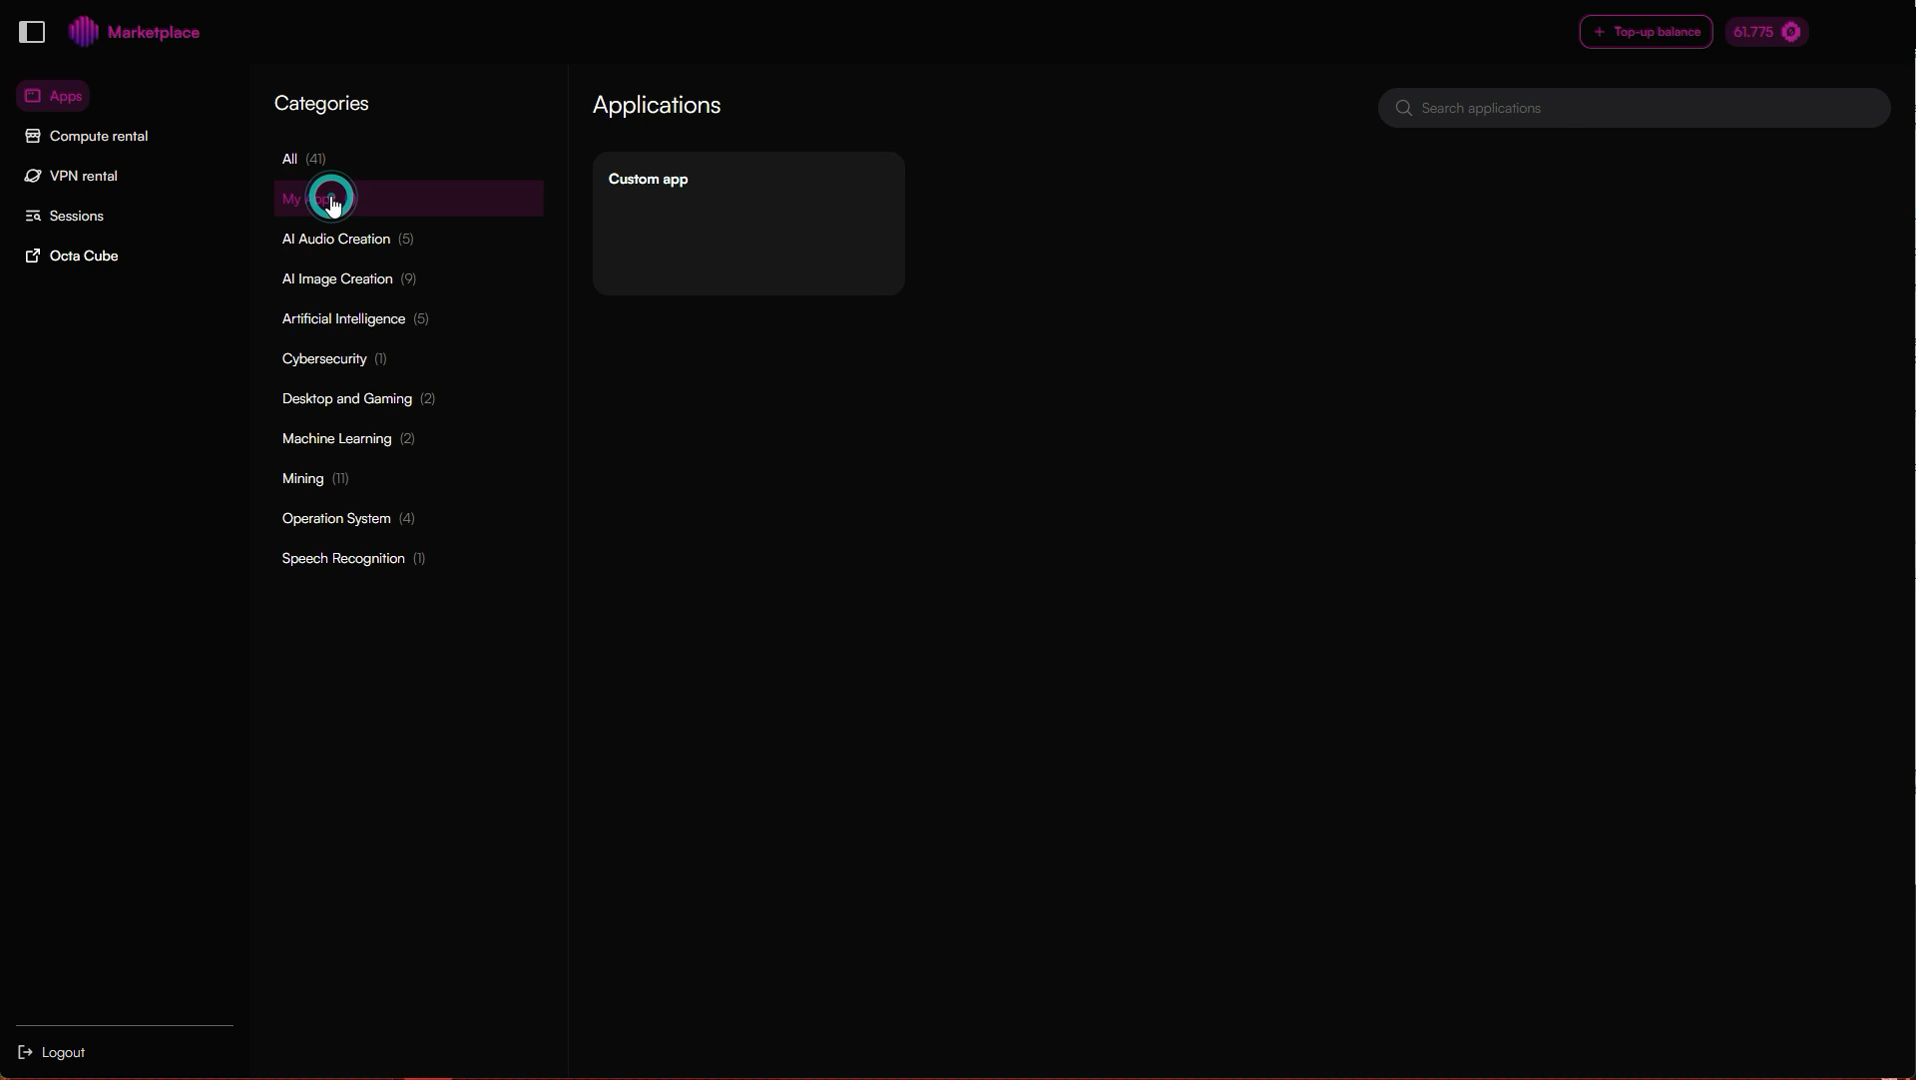 Marketplace
+ Top-up balance
61.775
Apps
Compute rental
VPN rental
Sessions
Octa Cube
Logout
Categories
All (41)
My
AI Audio Creation (5)
AI Image Creation (9)
Artificial Intelligence (5)
Cybersecurity (1)
Desktop and Gaming (2)
Machine Learning (2)
Mining (11)
Operation System (4)
Speech Recognition (1)
Applications
Search applications
Custom app